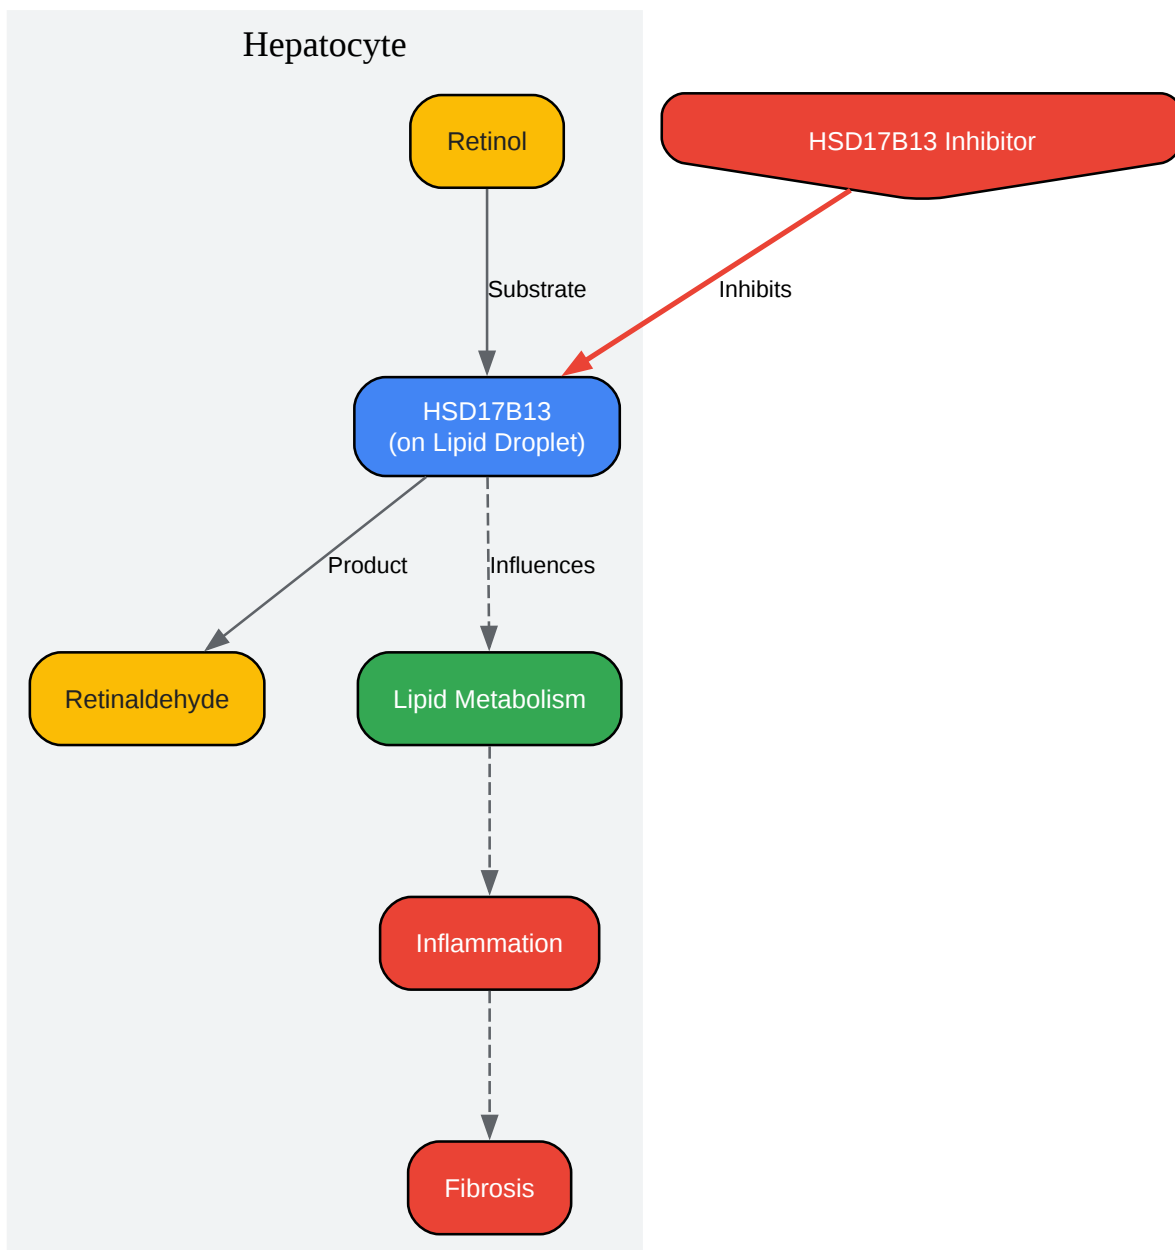 Hepatocyte
Retinol
HSD17B13 Inhibitor
Substrate
Inhibits
HSD17B13
(on Lipid Droplet)
Product
Influences
Retinaldehyde
Lipid Metabolism
Inflammation
Fibrosis